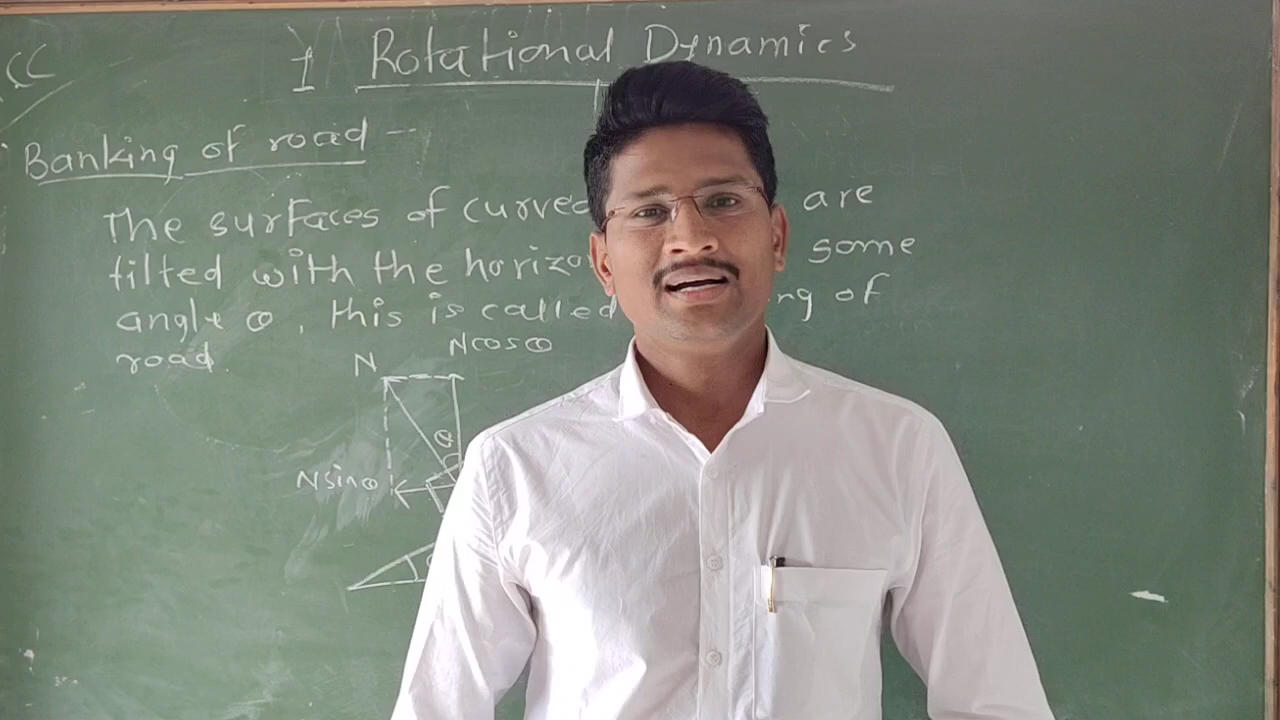 CC
1 Rotational Dynamics
Banking of road -
The surfaces of curved are
tilted with the horizo some
angle θ, this is called ng of
road.
N Ncosθ
θ
Nsinθ